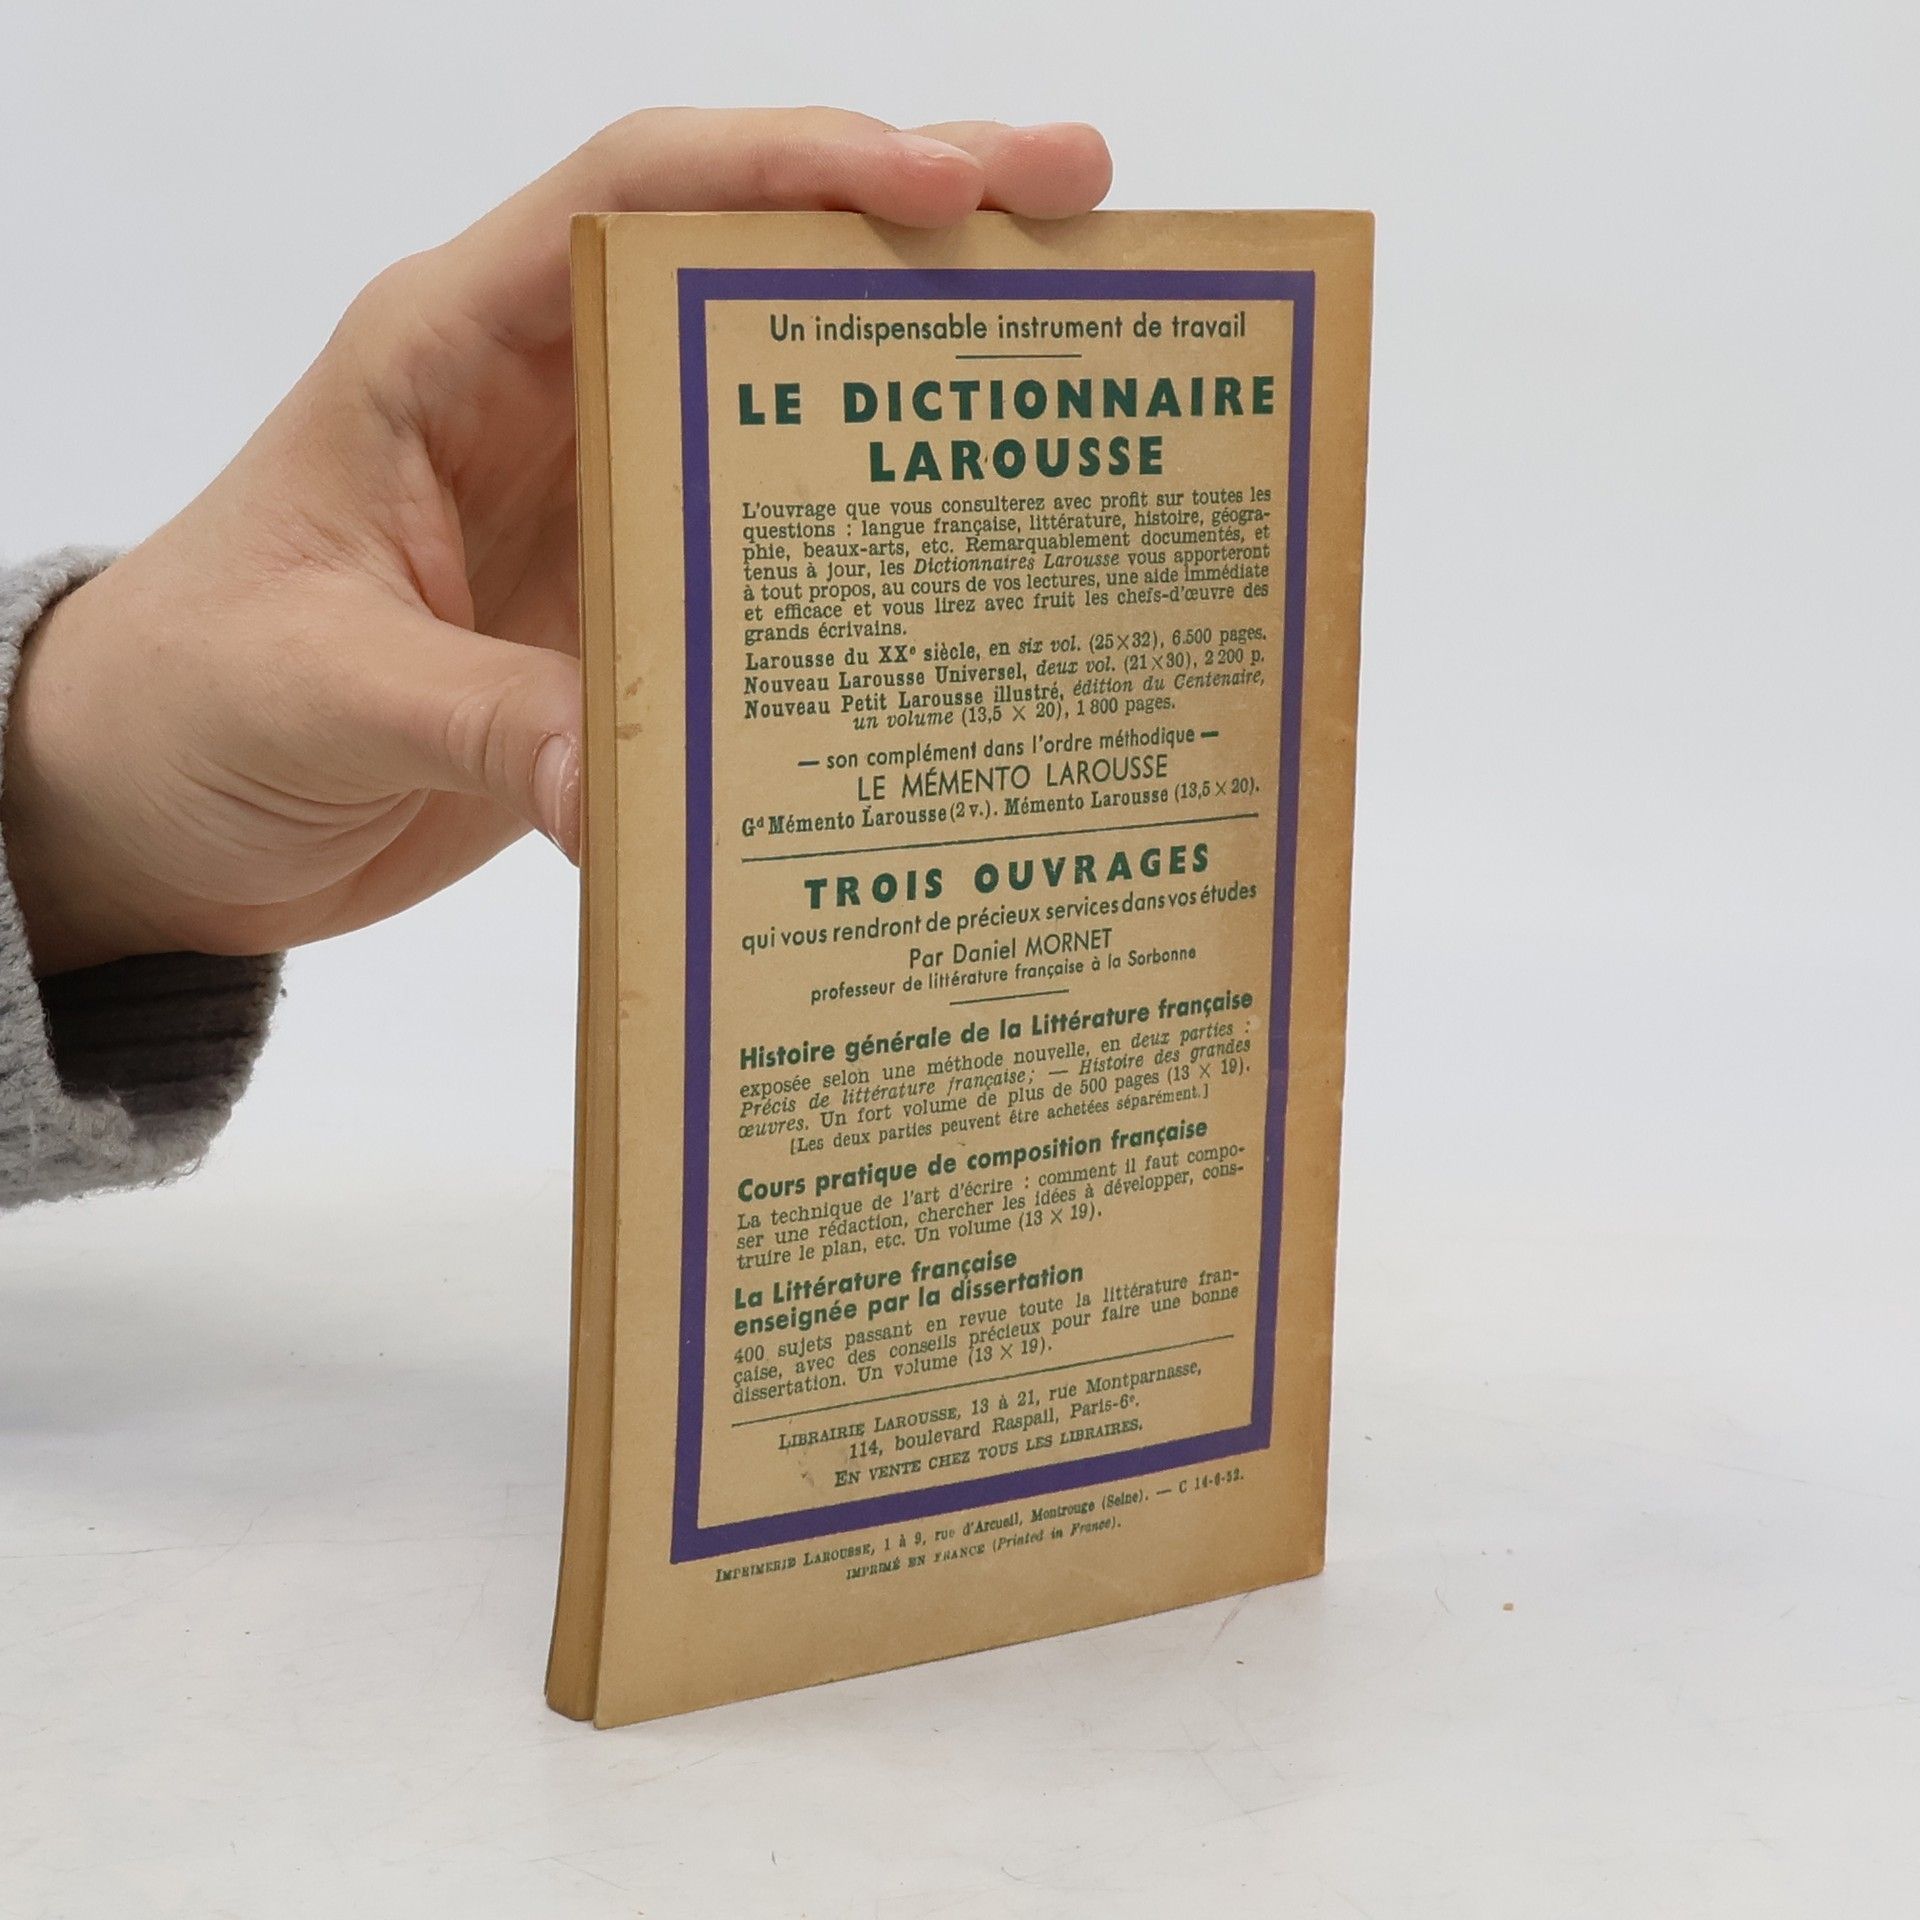 Un indispensable instrument de travail
LE DICTIONNAIRE
LAROUSSE
L'ouvrage que vous consulterez avec profit sur toutes les
questions : langue française, littérature, histoire, géogra-
phie, beaux-arts, etc. Remarquablement documentés, et
tenus à jour, les Dictionnaires Larousse vous apporteront
à tout propos, au cours de vos lectures, une aide immédiate
et efficace et vous lirez avec fruit les chefs-d'œuvre des
grands écrivains.
Larousse du XXe siècle, en six vol. (25×32), 6.500 pages.
Nouveau Larousse Universel, deux vol. (21×30), 2 200 p.
Nouveau Petit Larousse illustré, édition du Centenaire,
un volume (13,5 × 20), 1 800 pages.
— son complément dans l'ordre méthodique —
LE MÉMENTO LAROUSSE
Gd Mémento Larousse (2 v.). Mémento Larousse (13,5 × 20).
TROIS OUVRAGES
qui vous rendront de précieux services dans vos études
Par Daniel MORNET
professeur de littérature française à la Sorbonne
Histoire générale de la Littérature française
exposée selon une méthode nouvelle, en deux parties :
Précis de littérature française; — Histoire des grandes
œuvres. Un fort volume de plus de 500 pages (13 × 19).
[Les deux parties peuvent être achetées séparément.]
Cours pratique de composition française
La technique de l'art d'écrire : comment il faut compo-
ser une rédaction, chercher les idées à développer, cons-
truire le plan, etc. Un volume (13 × 19).
La Littérature française
enseignée par la dissertation
400 sujets passant en revue toute la littérature fran-
çaise, avec des conseils précieux pour faire une bonne
dissertation. Un volume (13 × 19).
LIBRAIRIE LAROUSSE, 13 à 21, rue Montparnasse,
114, boulevard Raspail, Paris-6e.
EN VENTE CHEZ TOUS LES LIBRAIRES.
IMPRIMERIE LAROUSSE, 1 à 9, rue d'Arcueil, Montrouge (Seine). — C 14-6-52.
IMPRIMÉ EN FRANCE (Printed in France).